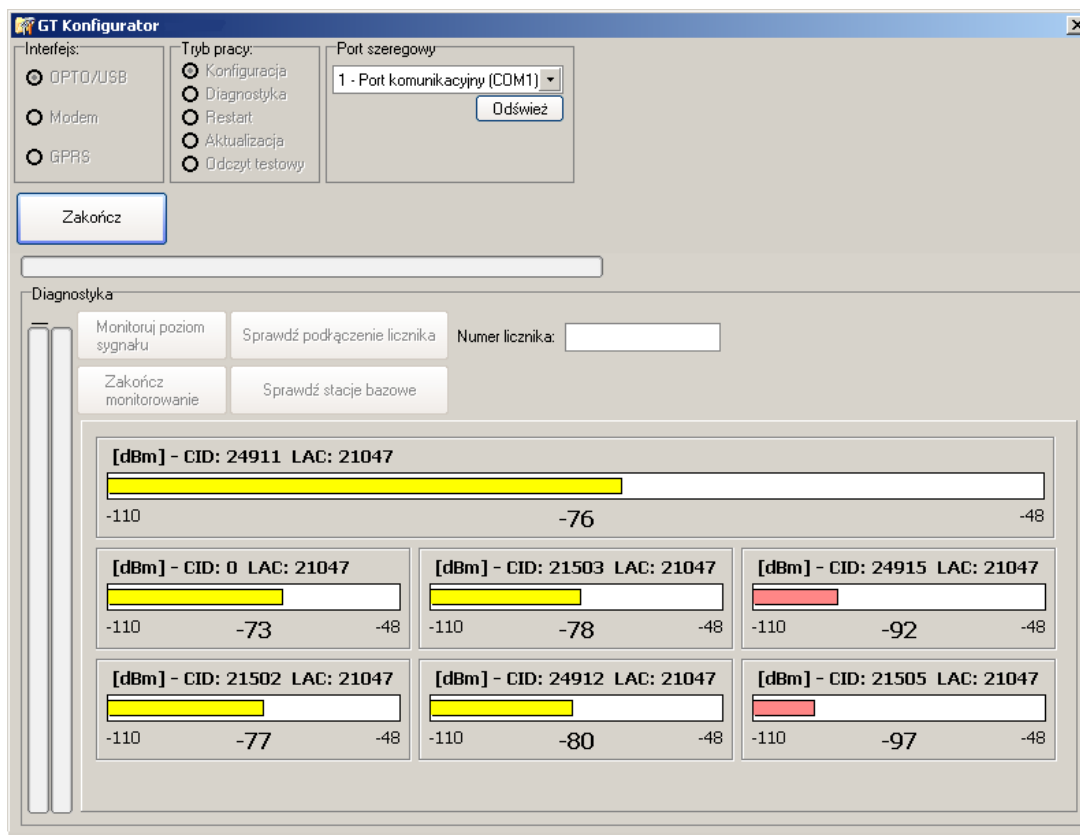 GT Konfigurator
Interfejs:
OPTO/USB
Modem
GPRS
Tryb pracy:
Konfiguracja
Diagnostyka
Restart
Aktualizacja
Odczyt testowy
Port szeregowy
1 - Port komunikacyjny (COM1)
Odśwież
Zakończ
Diagnostyka
Monitoruj poziom
sygnału
Sprawdź podłączenie licznika
Numer licznika:
Zakończ
monitorowanie
Sprawdź stacje bazowe
[dBm] - CID: 24911 LAC: 21047
-110 -76 -48
[dBm] - CID: 0 LAC: 21047
-110 -73 -48
[dBm] - CID: 21503 LAC: 21047
-110 -78 -48
[dBm] - CID: 24915 LAC: 21047
-110 -92 -48
[dBm] - CID: 21502 LAC: 21047
-110 -77 -48
[dBm] - CID: 24912 LAC: 21047
-110 -80 -48
[dBm] - CID: 21505 LAC: 21047
-110 -97 -48